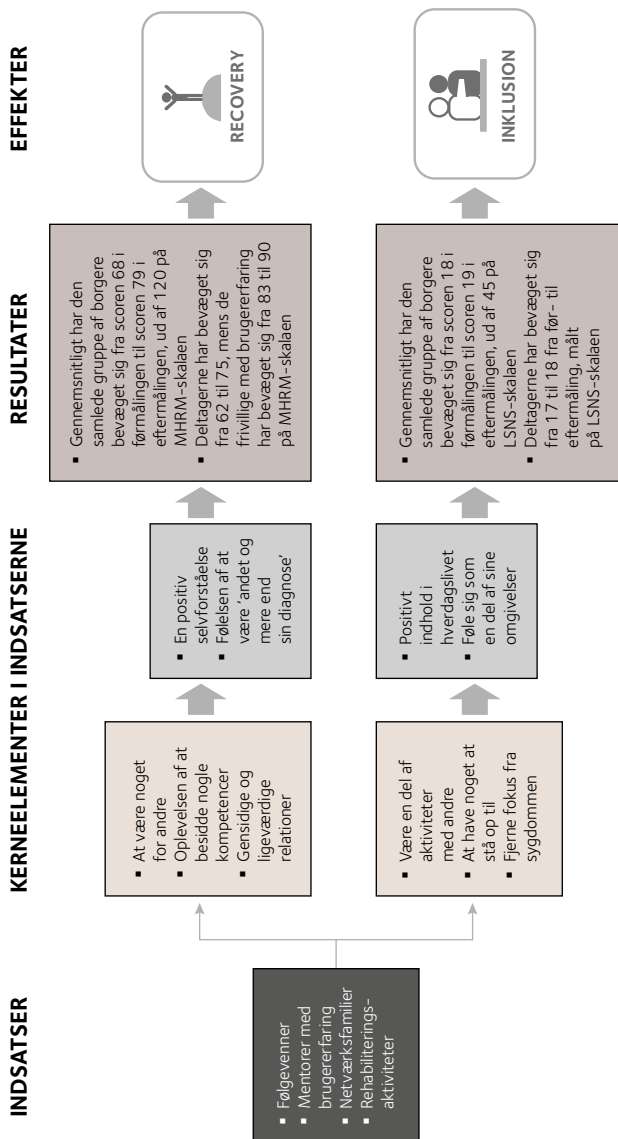 INDSATSER
KERNEELEMENTER I INDSATSERNE
RESULTATER
EFFEKTER
▪ Følgevenner
▪ Mentorer med
brugererfaring
▪ Netværksfamilier
▪ Rehabiliterings-
aktiviteter
▪ At være noget
for andre
▪ Oplevelsen af at
besidde nogle
kompetencer
▪ Gensidige og
ligeværdige
relationer
▪ En positiv
selvforståelse
▪ Følelsen af at
være 'andet og
mere end
sin diagnose'
▪ Gennemsnitligt har den
samlede gruppe af borgere
bevæget sig fra scoren 68 i
førmålingen til scoren 79 i
eftermålingen, ud af 120 på
MHRM-skalaen
▪ Deltagerne har bevæget sig
fra 62 til 75, mens de
frivillige med brugererfaring
har bevæget sig fra 83 til 90
på MHRM-skalaen
RECOVERY
▪ Være en del af
aktiviteter
med andre
▪ At have noget at
stå op til
▪ Fjerne fokus fra
sygdommen
▪ Positivt
indhold i
hverdagslivet
▪ Føle sig som
en del af sine
omgivelser
▪ Gennemsnitligt har den
samlede gruppe af borgere
bevæget sig fra scoren 18 i
førmålingen til scoren 19 i
eftermålingen, ud af 45 på
LSNS-skalaen
▪ Deltagerne har bevæget sig
fra 17 til 18 fra før- til
eftermåling, målt
på LSNS-skalaen
INKLUSION